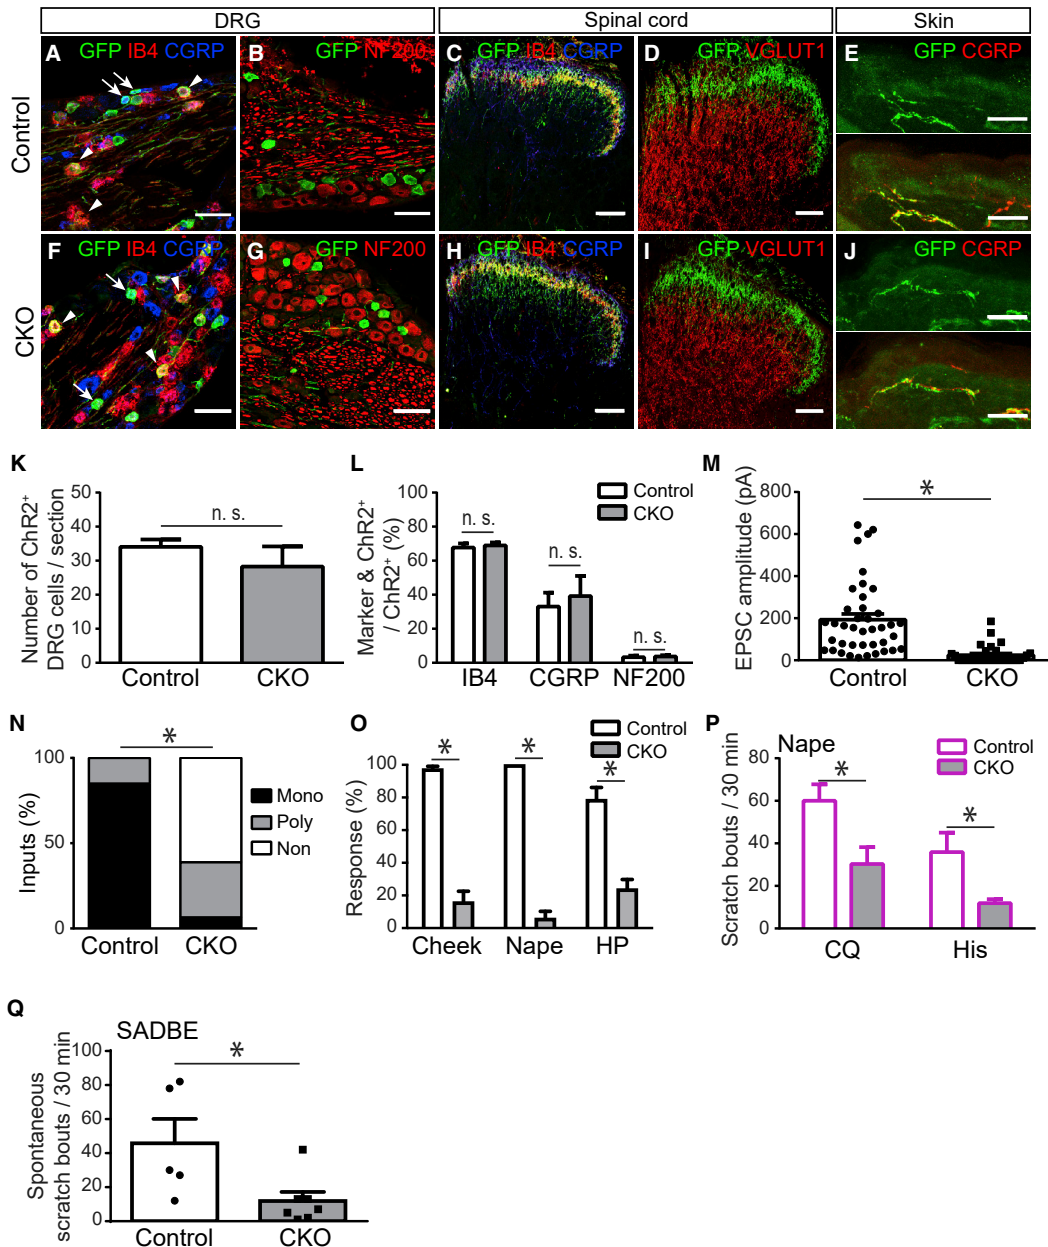 DRG Spinal cord Skin
Control
A GFP IB4 CGRP
B GFP NF200
C GFP IB4 CGRP
D GFP VGLUT1
E GFP CGRP
CKO
F GFP IB4 CGRP
G GFP NF200
H GFP IB4 CGRP
I GFP VGLUT1
J GFP CGRP
K
Number of ChR2⁺
DRG cells / section
50
40
30
20
10
0
n. s.
Control CKO
L
Marker & ChR2⁺
/ ChR2⁺ (%)
100
80
60
40
20
0
Control
CKO
n. s.
n. s.
n. s.
IB4 CGRP NF200
M
EPSC amplitude (pA)
800
600
400
200
0
*
Control CKO
N
Inputs (%)
100
50
0
*
Mono
Poly
Non
Control CKO
O
Response (%)
100
80
60
40
20
0
Control
CKO
* * *
Cheek Nape HP
P
Nape
Scratch bouts / 30 min
80
60
40
20
0
Control
CKO
*
*
CQ His
Q
SADBE
Spontaneous
scratch bouts / 30 min
100
80
60
40
20
0
*
Control CKO